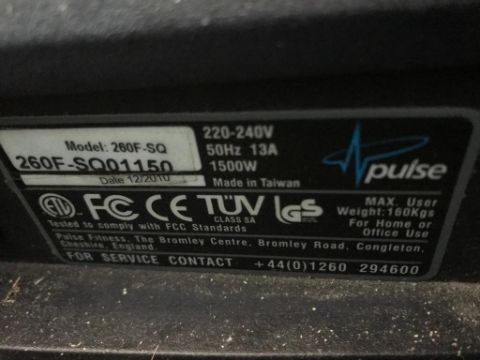 Model: 260F-SQ
260F-SQ01150
Date 12/2010
220-240V
50Hz 13A
1500W
Made in Taiwan
pulse
ETL FC CE TÜV GS
CLASS SA
Tested to comply with FCC Standards
MAX. User
Weight:160Kgs
For Home or
Office Use
Pulse Fitness, The Bromley Centre, Bromley Road, Congleton,
Cheshire, England
FOR SERVICE CONTACT +44(0)1260 294600